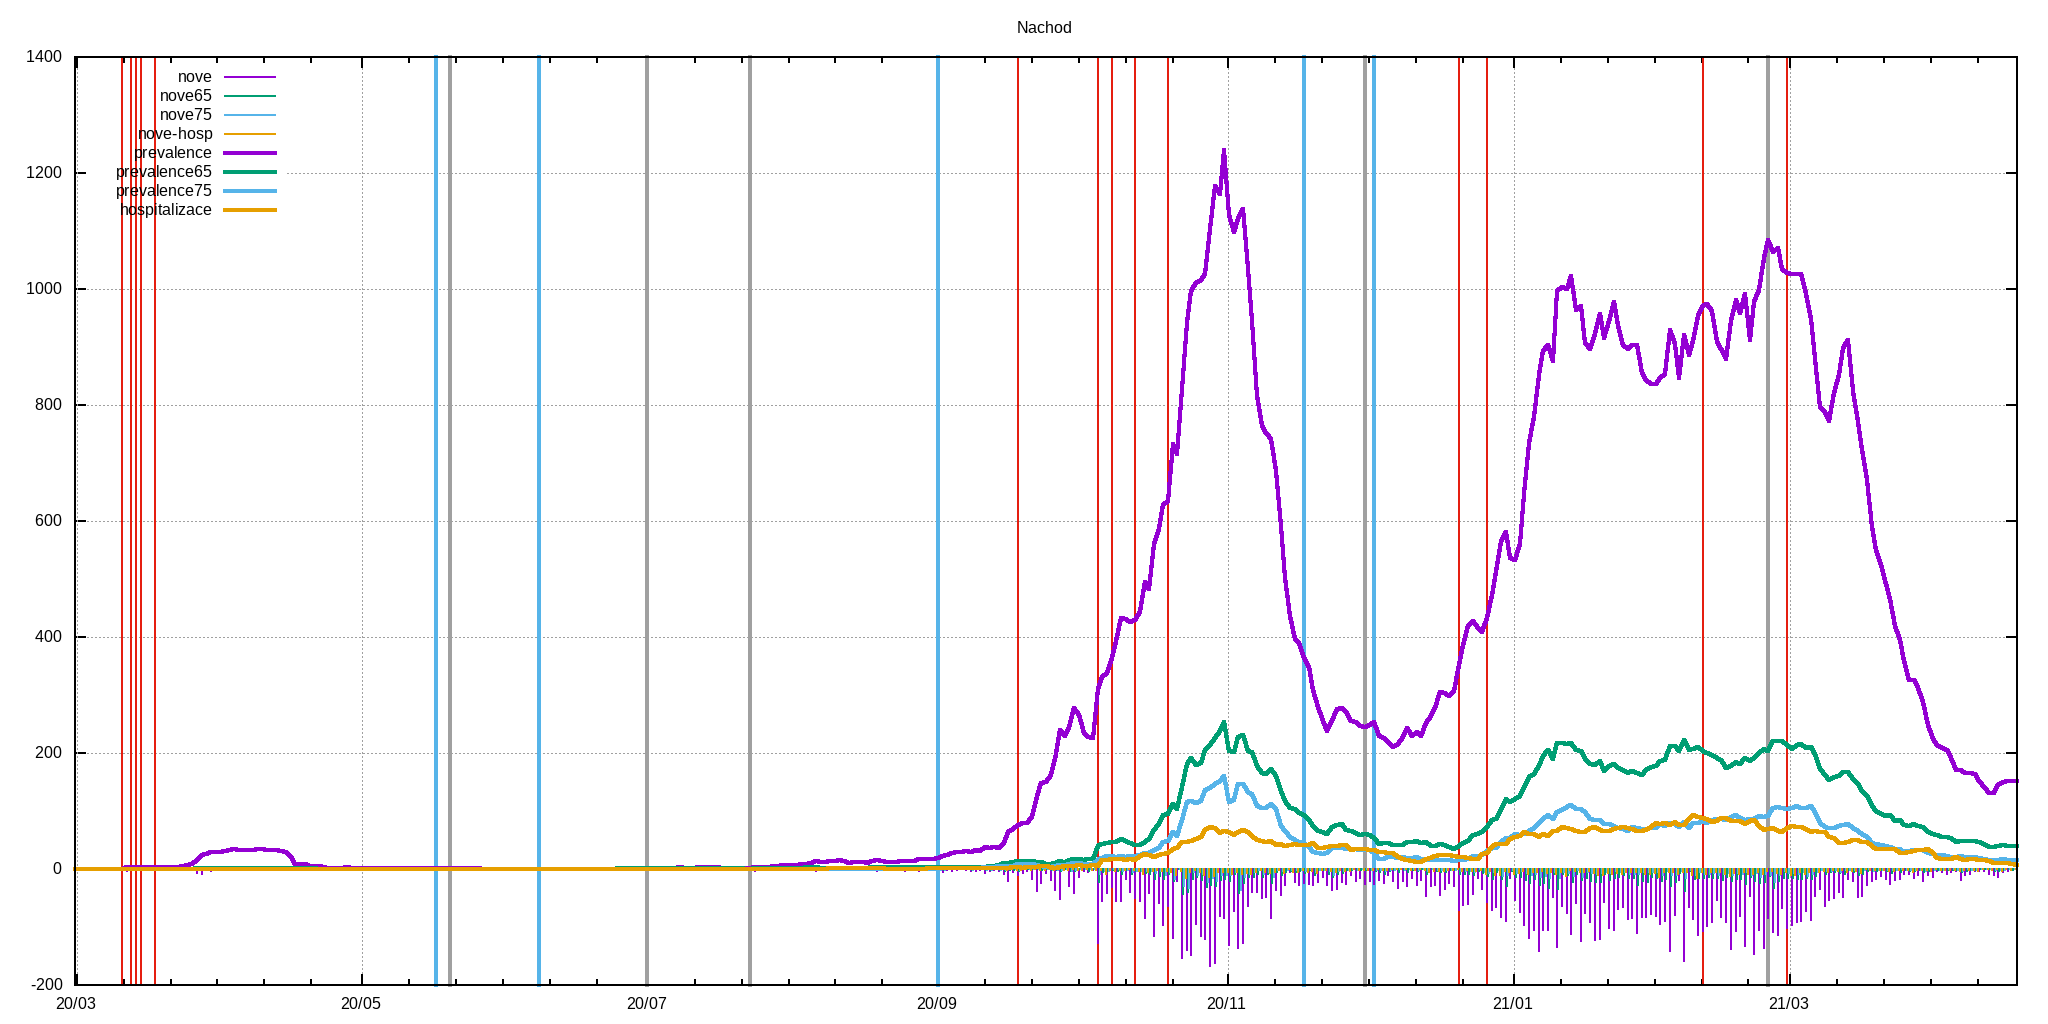 Nachod
1400
1200
1000
800
600
400
200
0
-200
nove
nove65
nove75
nove-hosp
prevalence
prevalence65
prevalence75
hospitalizace
20/03
20/05
20/07
20/09
20/11
21/01
21/03